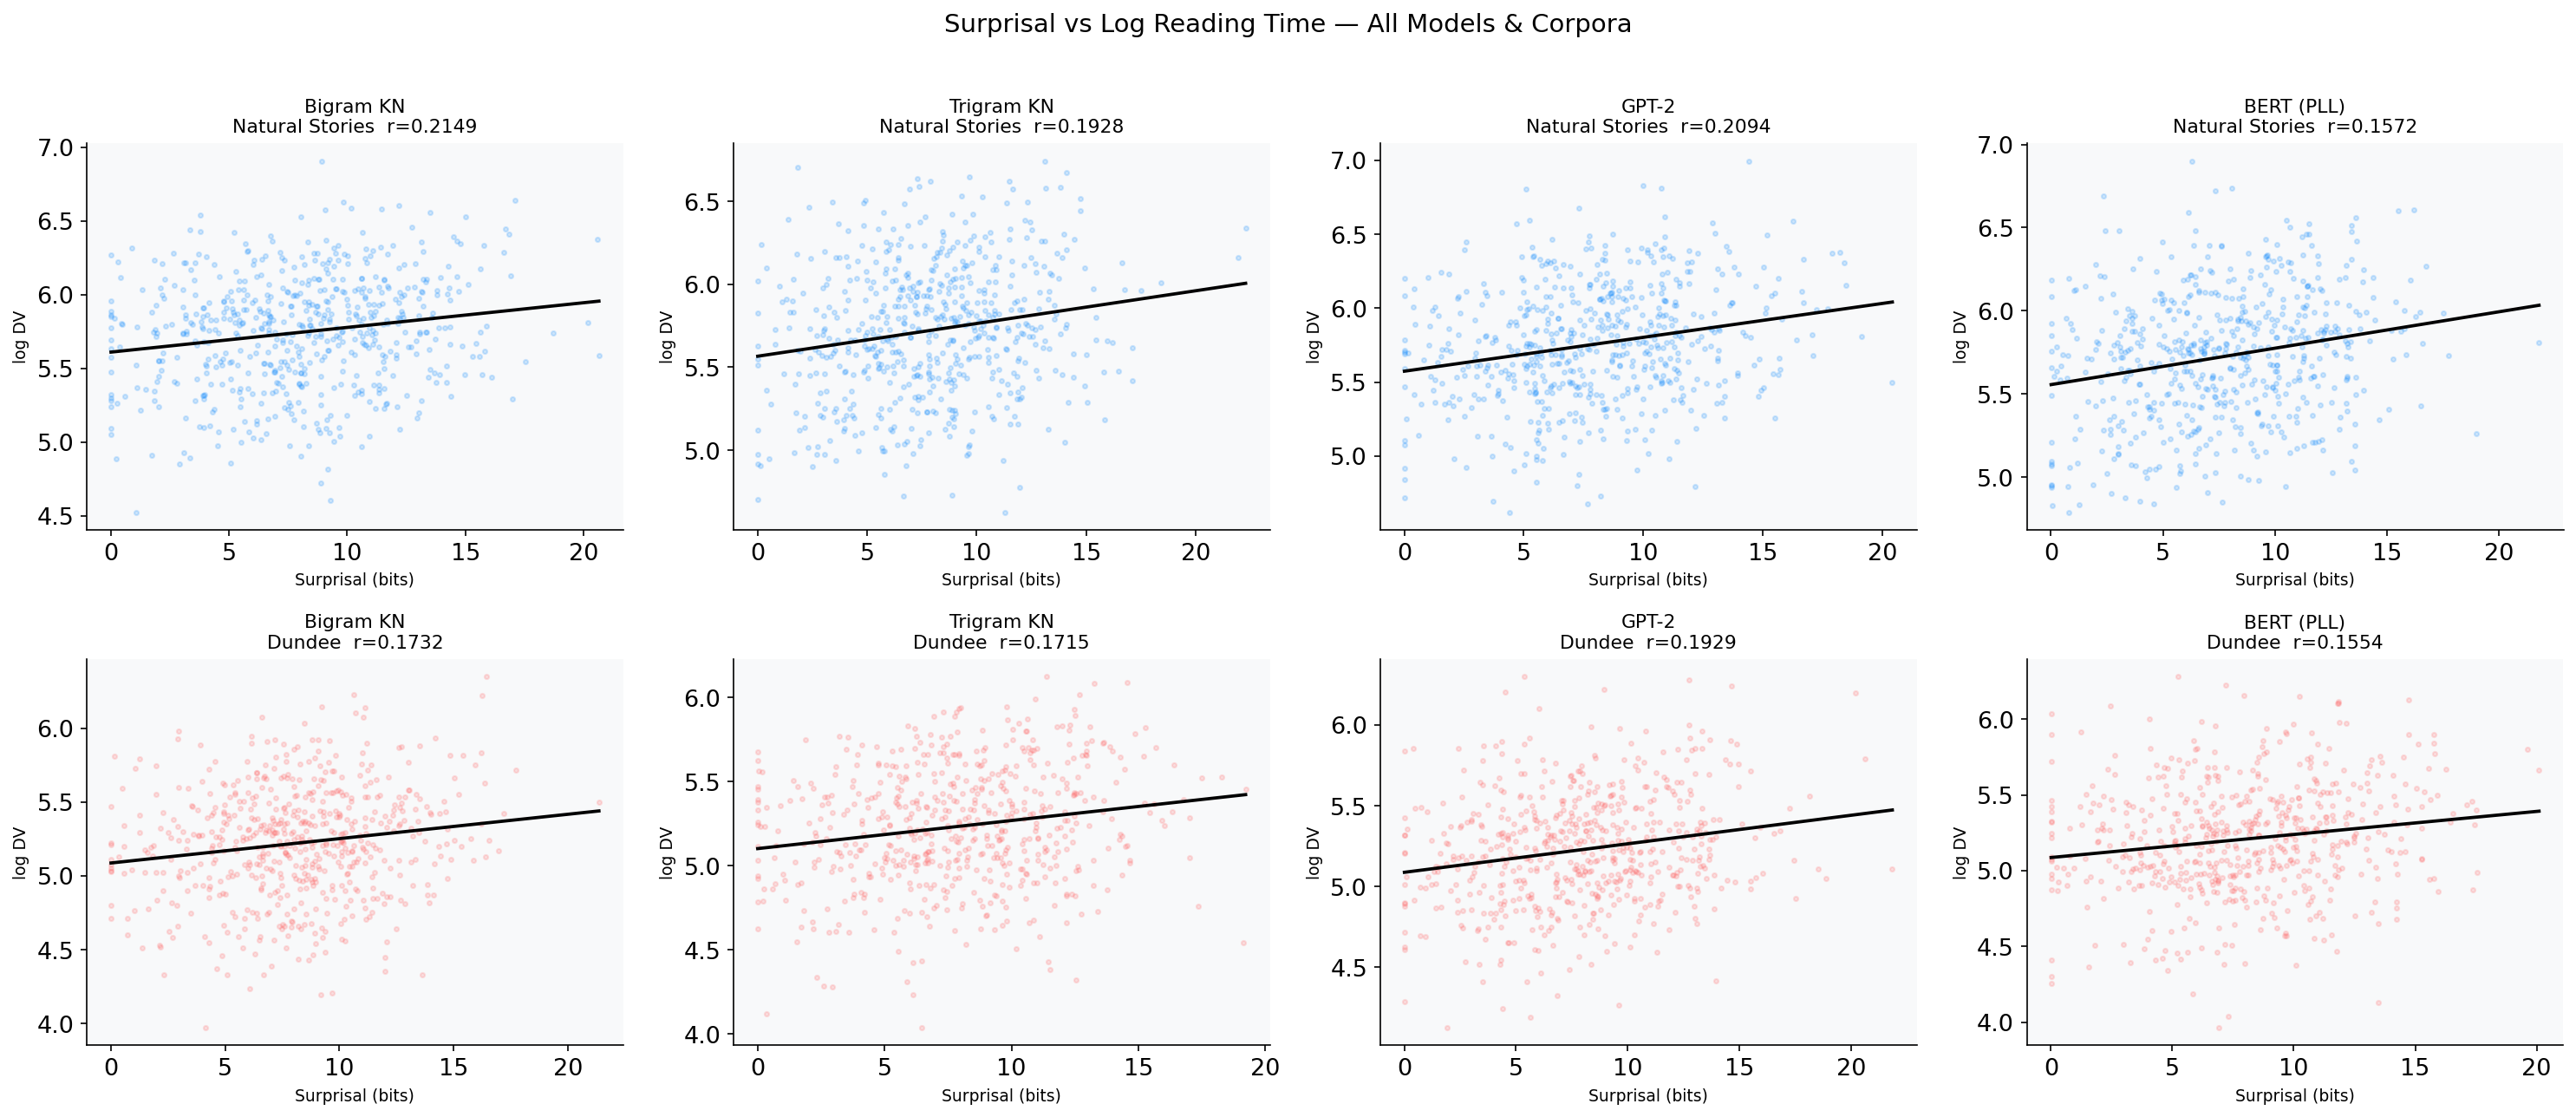 Surprisal vs Log Reading Time — All Models & Corpora
Bigram KN
Natural Stories r=0.2149
7.0
6.5
6.0
5.5
5.0
4.5
log DV
0 5 10 15 20
Surprisal (bits)
Trigram KN
Natural Stories r=0.1928
6.5
6.0
5.5
5.0
log DV
0 5 10 15 20
Surprisal (bits)
GPT-2
Natural Stories r=0.2094
7.0
6.5
6.0
5.5
5.0
log DV
0 5 10 15 20
Surprisal (bits)
BERT (PLL)
Natural Stories r=0.1572
7.0
6.5
6.0
5.5
5.0
log DV
0 5 10 15 20
Surprisal (bits)
Bigram KN
Dundee r=0.1732
6.0
5.5
5.0
4.5
4.0
log DV
0 5 10 15 20
Surprisal (bits)
Trigram KN
Dundee r=0.1715
6.0
5.5
5.0
4.5
4.0
log DV
0 5 10 15 20
Surprisal (bits)
GPT-2
Dundee r=0.1929
6.0
5.5
5.0
4.5
log DV
0 5 10 15 20
Surprisal (bits)
BERT (PLL)
Dundee r=0.1554
6.0
5.5
5.0
4.5
4.0
log DV
0 5 10 15 20
Surprisal (bits)